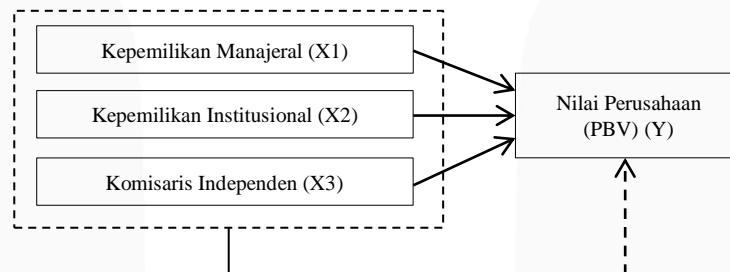 Kepemilikan Manajeral (X1)
Kepemilikan Institusional (X2)
Komisaris Independen (X3)
Nilai Perusahaan
(PBV) (Y)